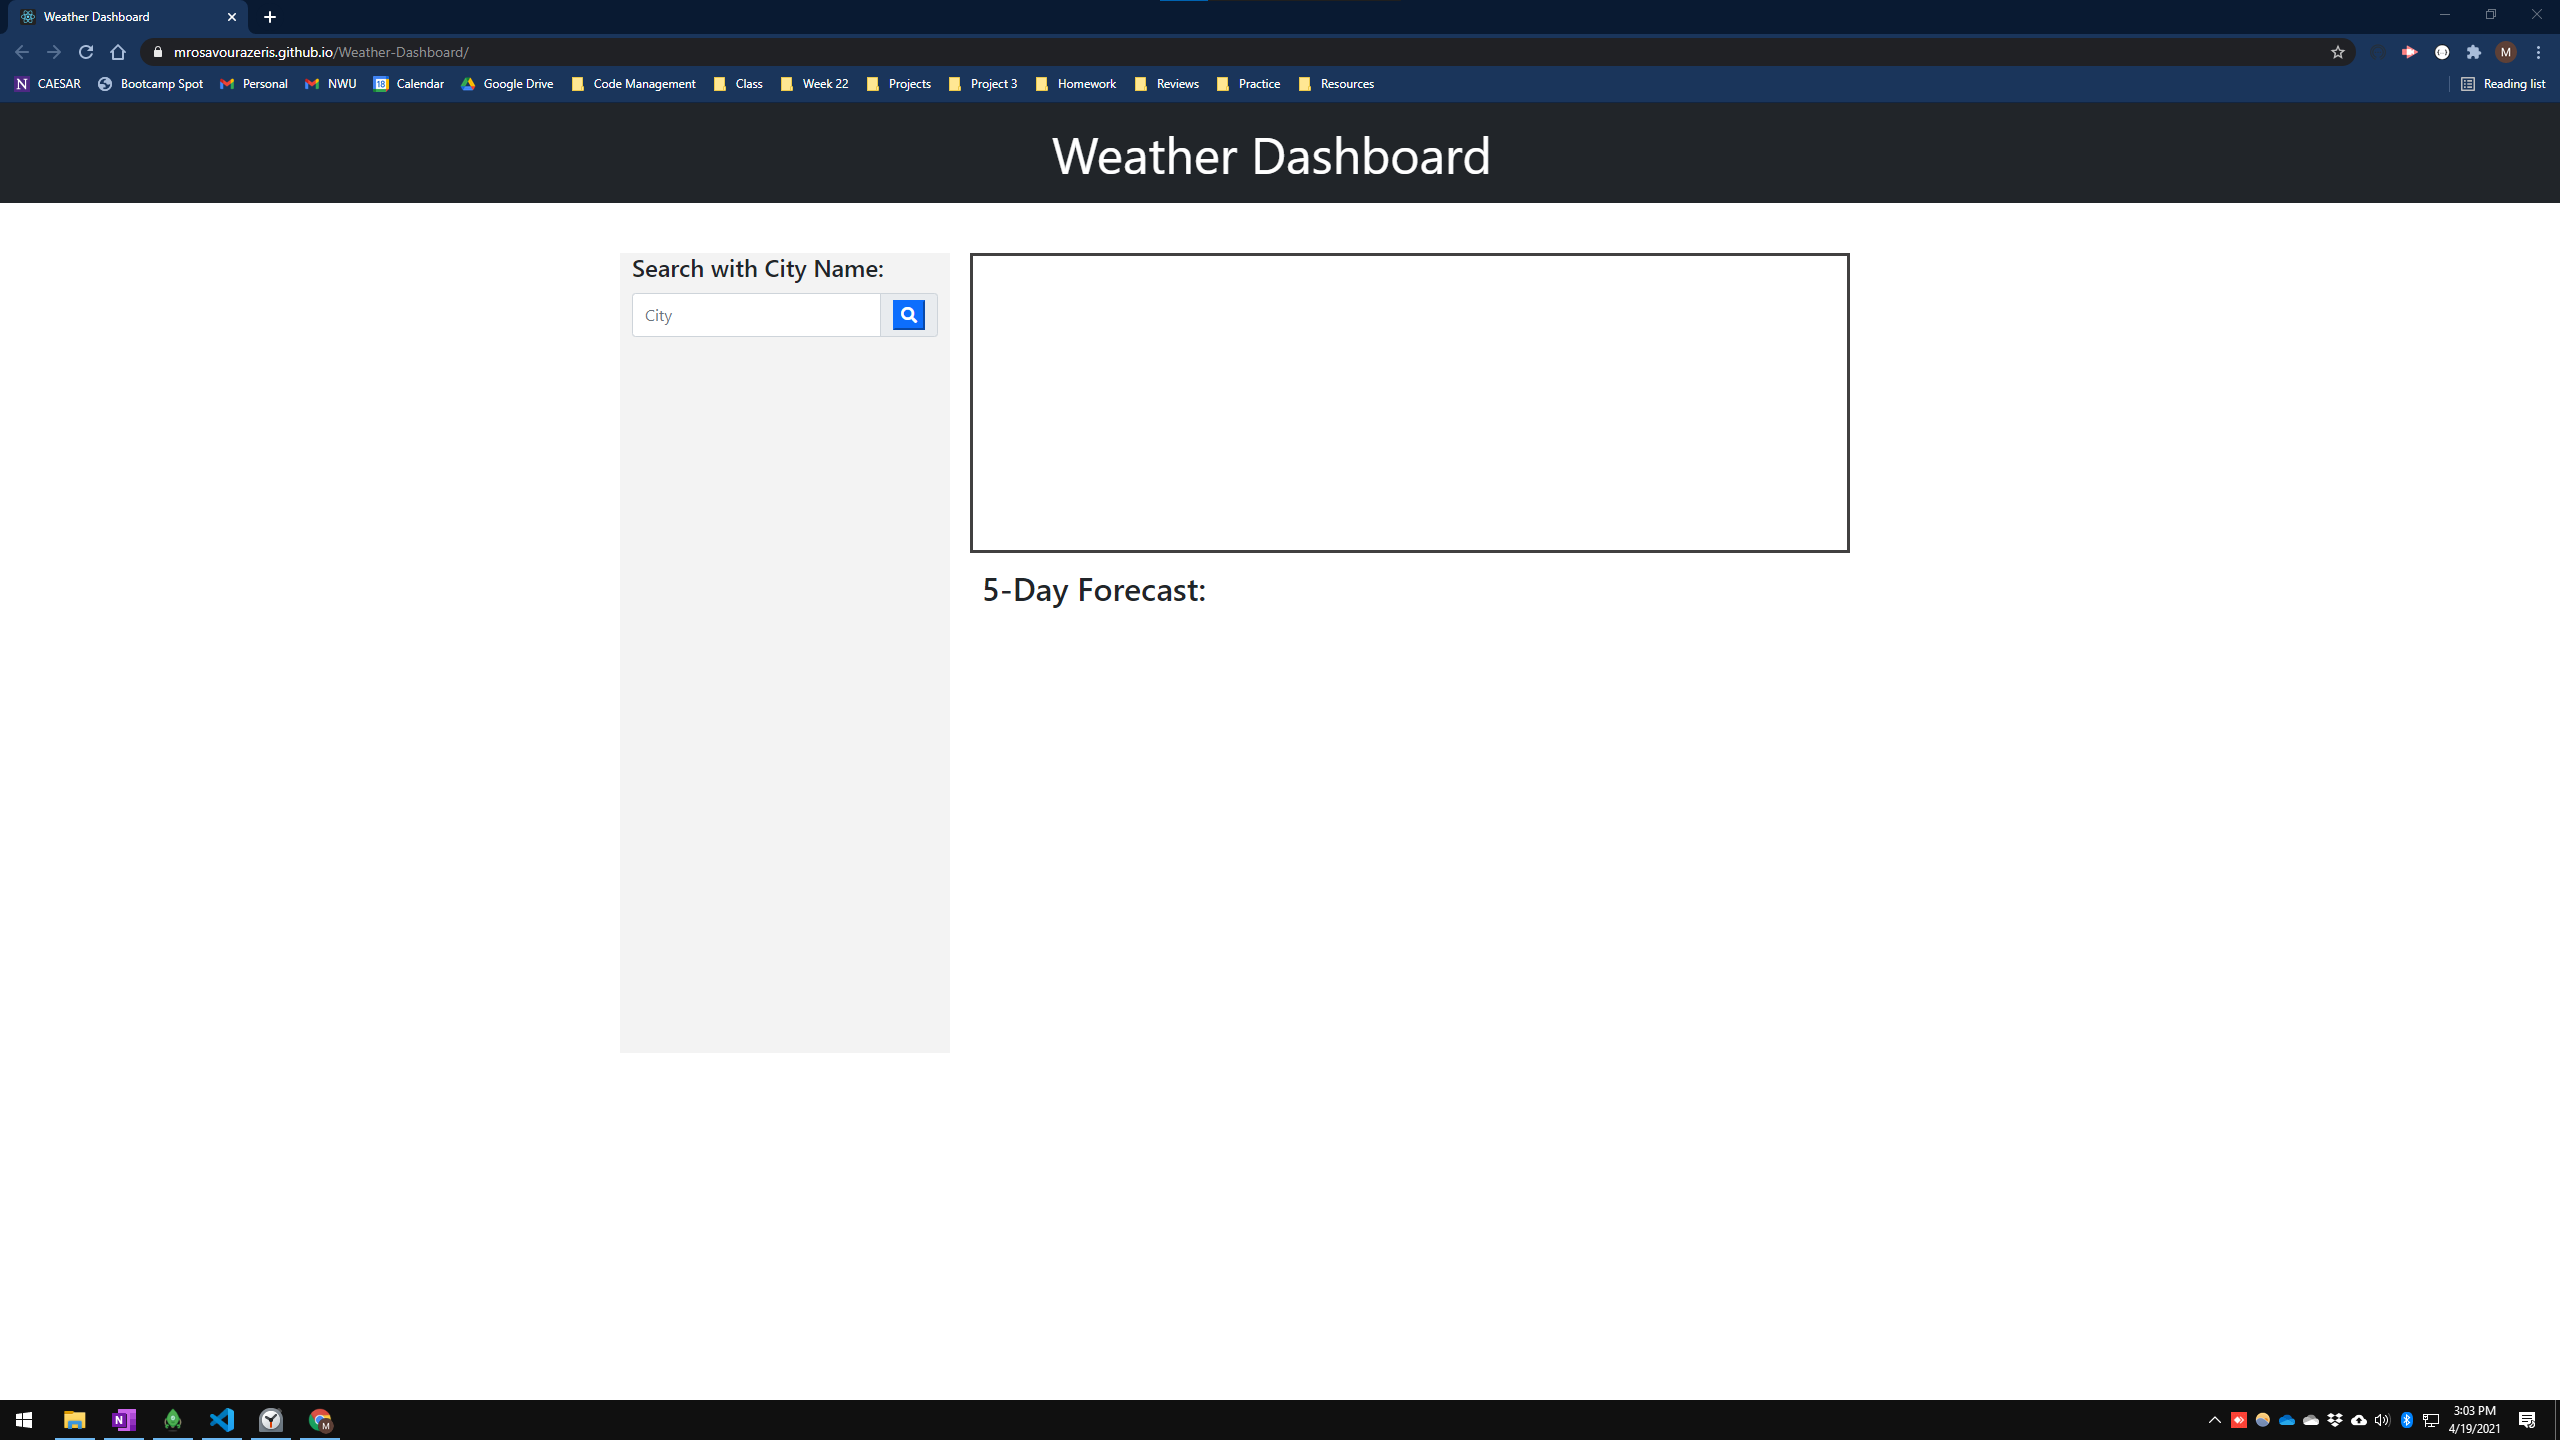 Weather Dashboard
mrosavourazeris.github.io/Weather-Dashboard/
M
N CAESAR Bootcamp Spot Personal NWU 18 Calendar Google Drive Code Management Class Week 22 Projects Project 3 Homework Reviews Practice Resources Reading list
Weather Dashboard
Search with City Name:
City
5-Day Forecast:
N M
3:03 PM
4/19/2021